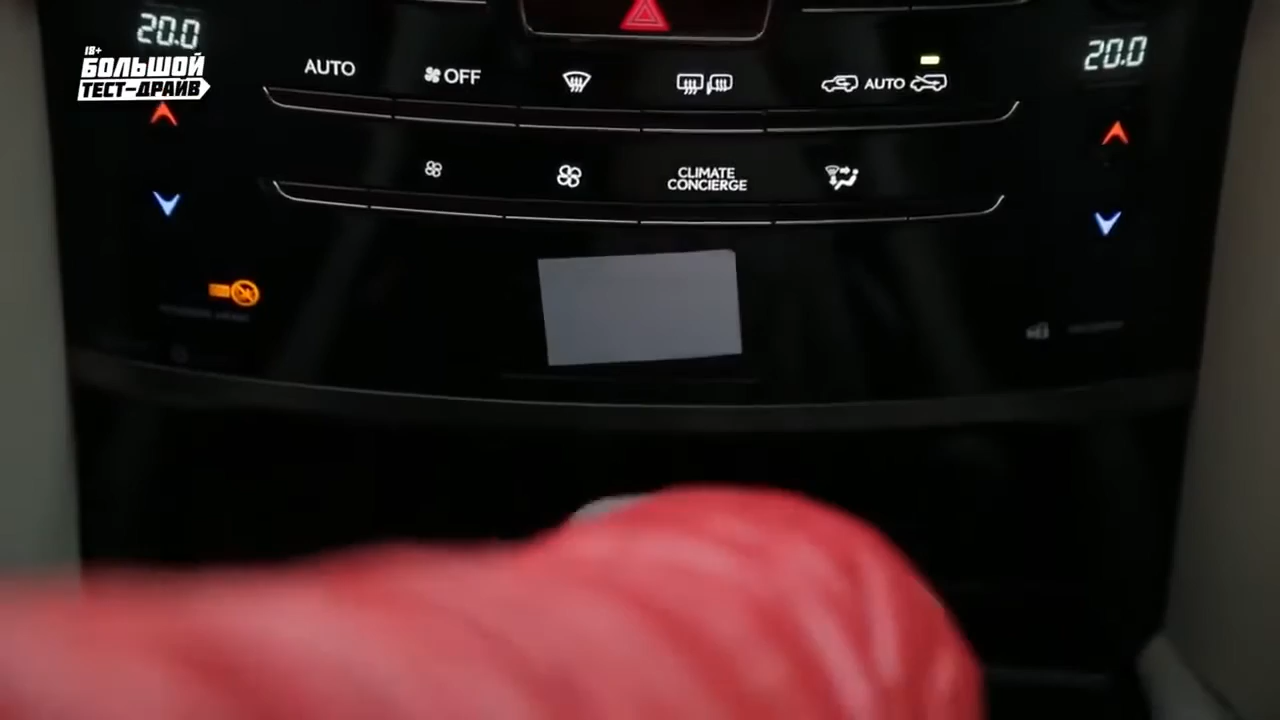 20.0
18+
БОЛЬШОЙ
ТЕСТ-ДРАЙВ
AUTO
OFF
AUTO
20.0
CLIMATE
CONCIERGE